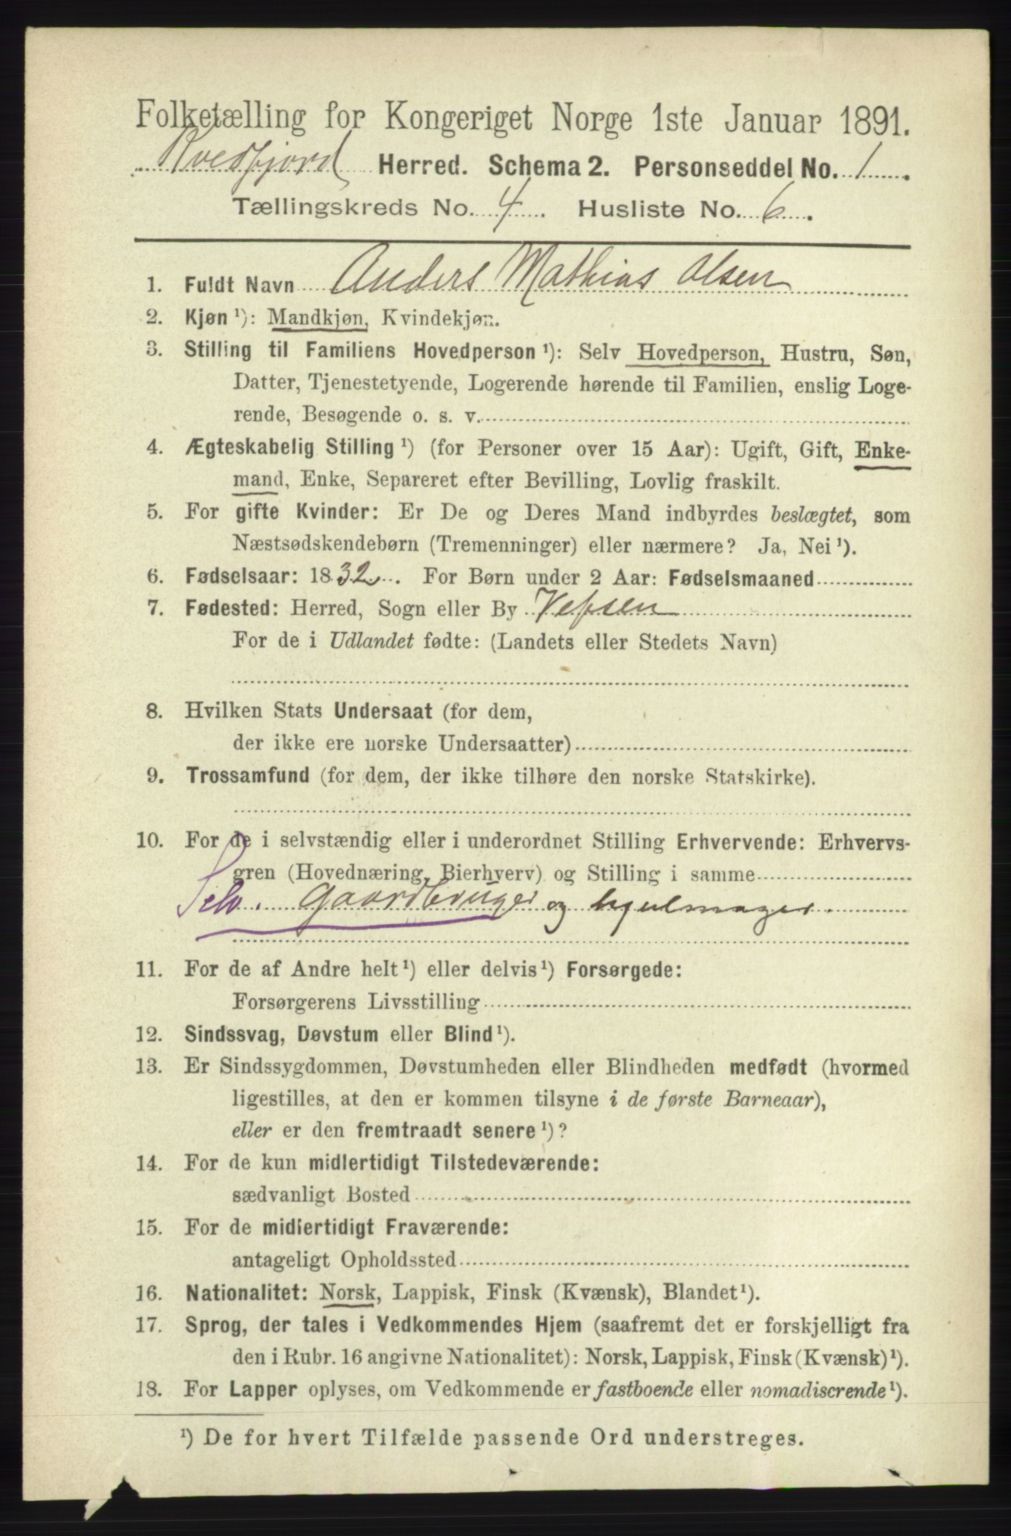 Folketælling for Kongeriget Norge 1ste Januar 1891.
Kvedfjord Herred. Schema 2. Personseddel No. 1.
Tællingskreds No. 4. Husliste No. 6.
1. Fuldt Navn Anders Mathias Olsen
2. Kjøn ¹): Mandkjøn, Kvindekjøn.
3. Stilling til Familiens Hovedperson ¹): Selv Hovedperson, Hustru, Søn,
Datter, Tjenestetyende, Logerende hørende til Familien, enslig Loge-
rende, Besøgende o. s. v.
4. Ægteskabelig Stilling ¹) (for Personer over 15 Aar): Ugift, Gift, Enke-
mand, Enke, Separeret efter Bevilling, Lovlig fraskilt.
5. For gifte Kvinder: Er De og Deres Mand indbyrdes beslægtet, som
Næstsødskendebørn (Tremenninger) eller nærmere? Ja, Nei ¹).
6. Fødselsaar: 1832. For Børn under 2 Aar: Fødselsmaaned
7. Fødested: Herred, Sogn eller By Vefsen
For de i Udlandet fødte: (Landets eller Stedets Navn)
8. Hvilken Stats Undersaat (for dem,
der ikke ere norske Undersaatter)
9. Trossamfund (for dem, der ikke tilhøre den norske Statskirke).
10. For de i selvstændig eller i underordnet Stilling Erhvervende: Erhvervs-
gren (Hovednæring, Bierhverv) og Stilling i samme
Selv. gaardbruger og hjulmager.
11. For de af Andre helt ¹) eller delvis ¹) Forsørgede:
Forsørgerens Livsstilling
12. Sindssvag, Døvstum eller Blind ¹).
13. Er Sindssygdommen, Døvstumheden eller Blindheden medfødt (hvormed
ligestilles, at den er kommen tilsyne i de første Barneaar),
eller er den fremtraadt senere ¹)?
14. For de kun midlertidigt Tilstedeværende:
sædvanligt Bosted
15. For de midlertidigt Fraværende:
antageligt Opholdssted
16. Nationalitet: Norsk, Lappisk, Finsk (Kvænsk), Blandet ¹).
17. Sprog, der tales i Vedkommendes Hjem (saafremt det er forskjelligt fra
den i Rubr. 16 angivne Nationalitet): Norsk, Lappisk, Finsk (Kvænsk) ¹).
18. For Lapper oplyses, om Vedkommende er fastboende eller nomadiserende ¹).
¹) De for hvert Tilfælde passende Ord understreges.